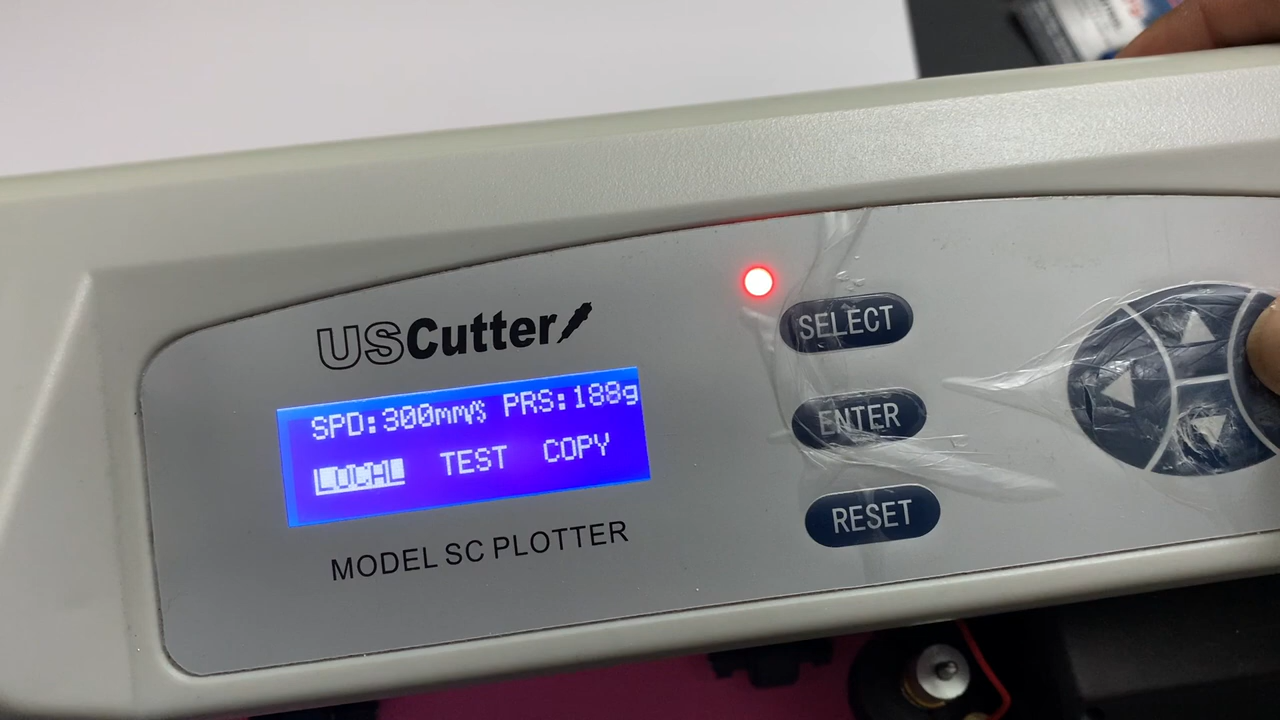 USCutter
SPD:300mm/s PRS:188g
LOCAL TEST COPY
MODEL SC PLOTTER
SELECT
ENTER
RESET